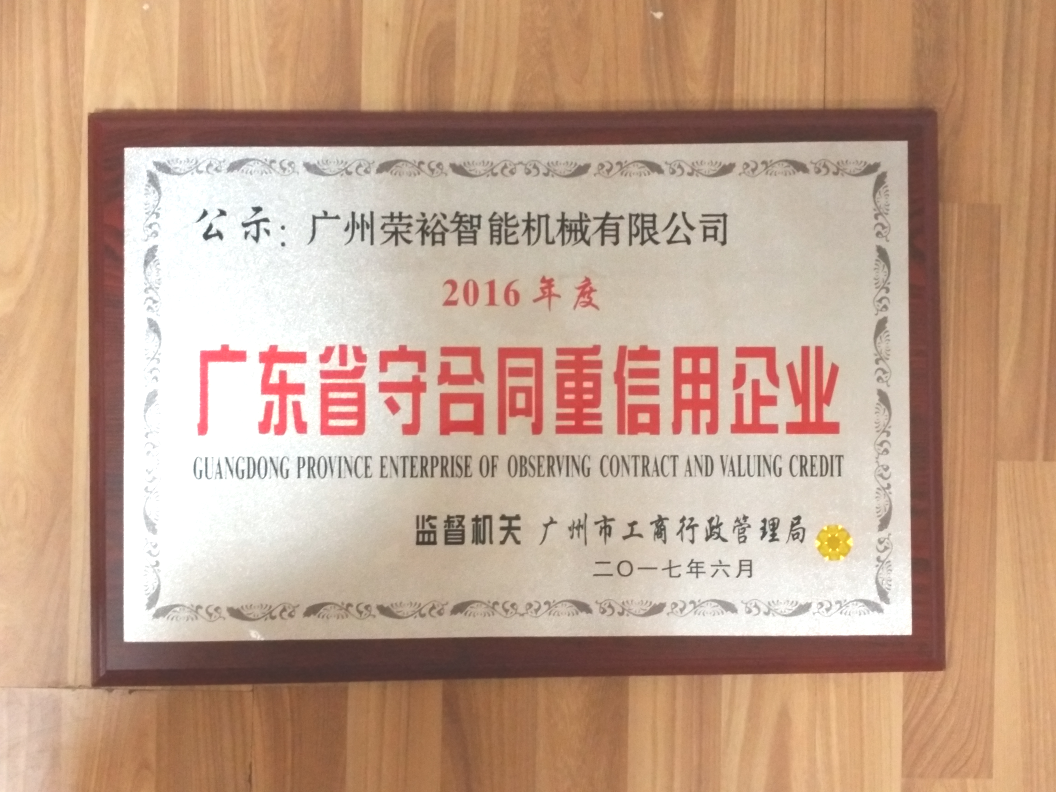 公示：广州荣裕智能机械有限公司
2016年度
广东省守合同重信用企业
GUANGDONG PROVINCE ENTERPRISE OF OBSERVING CONTRACT AND VALUING CREDIT
监督机关 广州市工商行政管理局
二〇一七年六月